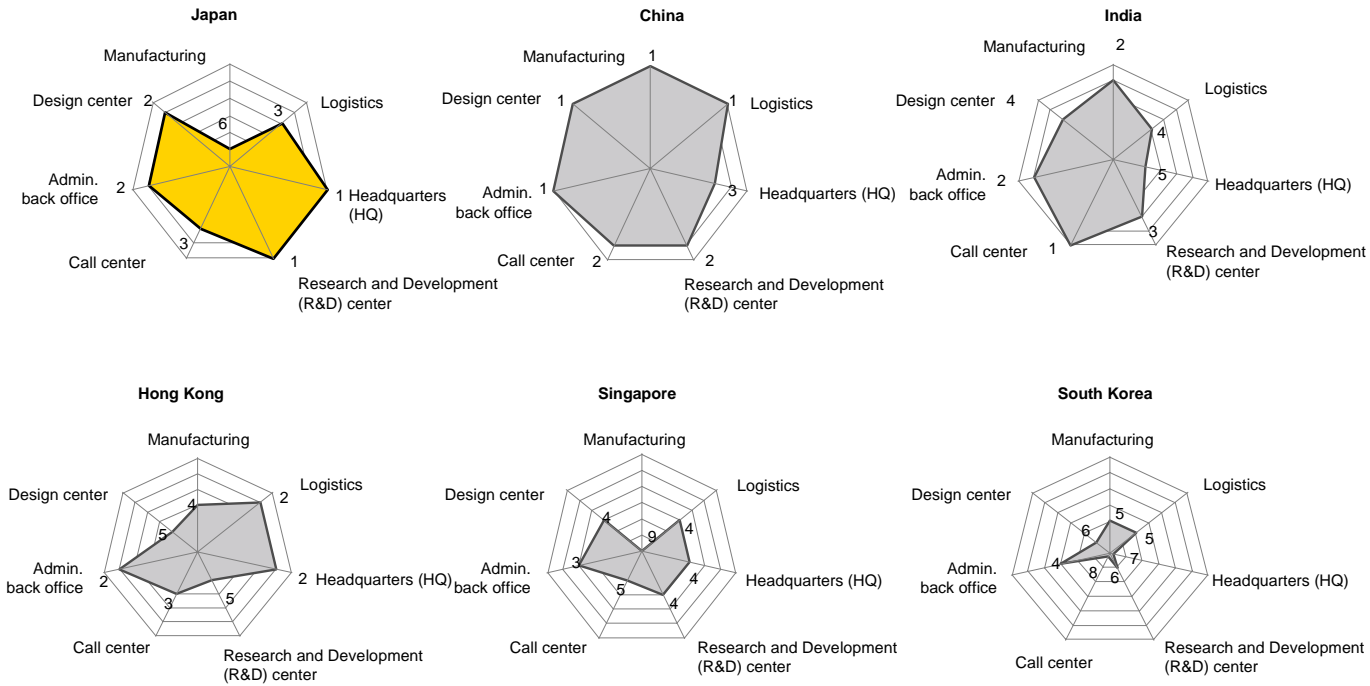 Japan
Manufacturing
Design center
2
3
Logistics
6
Admin.
back office
2
1
Headquarters
(HQ)
Call center
3
1
Research and Development
(R&D) center
China
Manufacturing
1
Design center
1
1
Logistics
Admin.
back office
1
3
Headquarters (HQ)
Call center
2
2
Research and Development
(R&D) center
India
Manufacturing
2
Design center
4
Logistics
4
Admin.
back office
2
5
Headquarters (HQ)
Call center
1
3
Research and Development
(R&D) center
Hong Kong
Manufacturing
Design center
5
4
2
Logistics
Admin.
back office
2
2
Headquarters (HQ)
Call center
3
5
Research and Development
(R&D) center
Singapore
Manufacturing
Design center
4
9
4
Logistics
Admin.
back office
3
4
Headquarters (HQ)
Call center
5
4
Research and Development
(R&D) center
South Korea
Manufacturing
Design center
6
5
5
Logistics
Admin.
back office
4
7
Headquarters (HQ)
Call center
8
6
Research and Development
(R&D) center